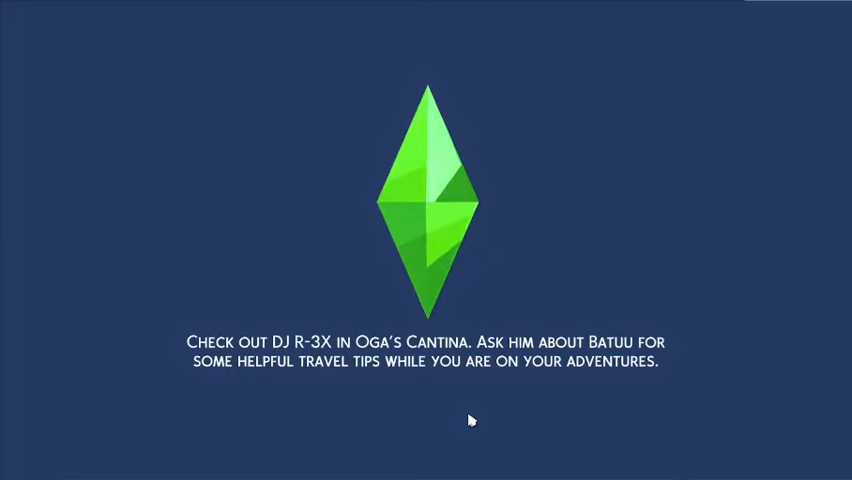 Check out DJ R-3X in Oga's Cantina. Ask him about Batuu for
some helpful travel tips while you are on your adventures.